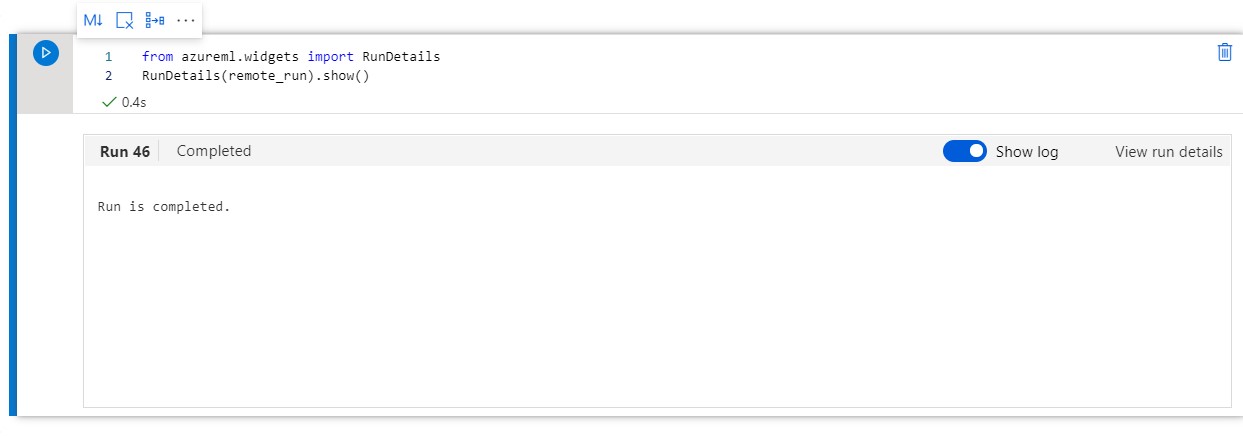 M↓
1 from azureml.widgets import RunDetails
2 RunDetails(remote_run).show()
0.4s
Run 46 Completed Show log View run details
Run is completed.